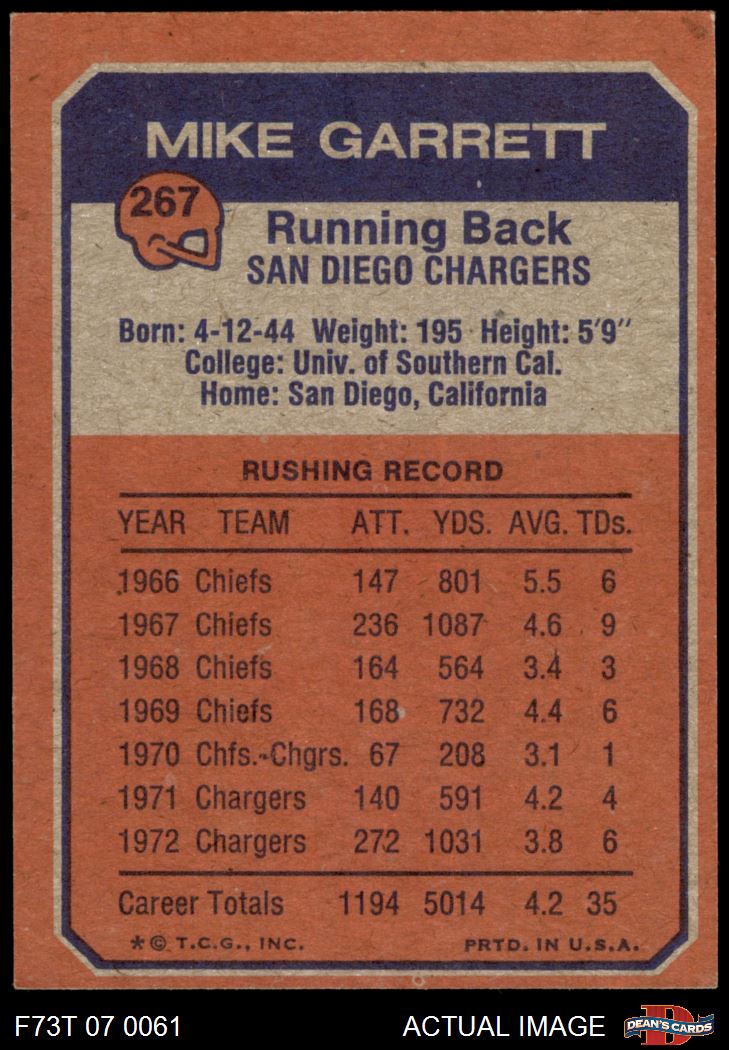 MIKE GARRETT
267
Running Back
SAN DIEGO CHARGERS
Born: 4-12-44 Weight: 195 Height: 5'9"
College: Univ. of Southern Cal.
Home: San Diego, California
RUSHING RECORD
YEAR TEAM ATT. YDS. AVG. TDs.
1966 Chiefs 147 801 5.5 6
1967 Chiefs 236 1087 4.6 9
1968 Chiefs 164 564 3.4 3
1969 Chiefs 168 732 4.4 6
1970 Chfs.-Chgrs. 67 208 3.1 1
1971 Chargers 140 591 4.2 4
1972 Chargers 272 1031 3.8 6
Career Totals 1194 5014 4.2 35
*© T.C.G., INC. PRTD. IN U.S.A.
F73T 07 0061 ACTUAL IMAGE D DEAN'S CARDS